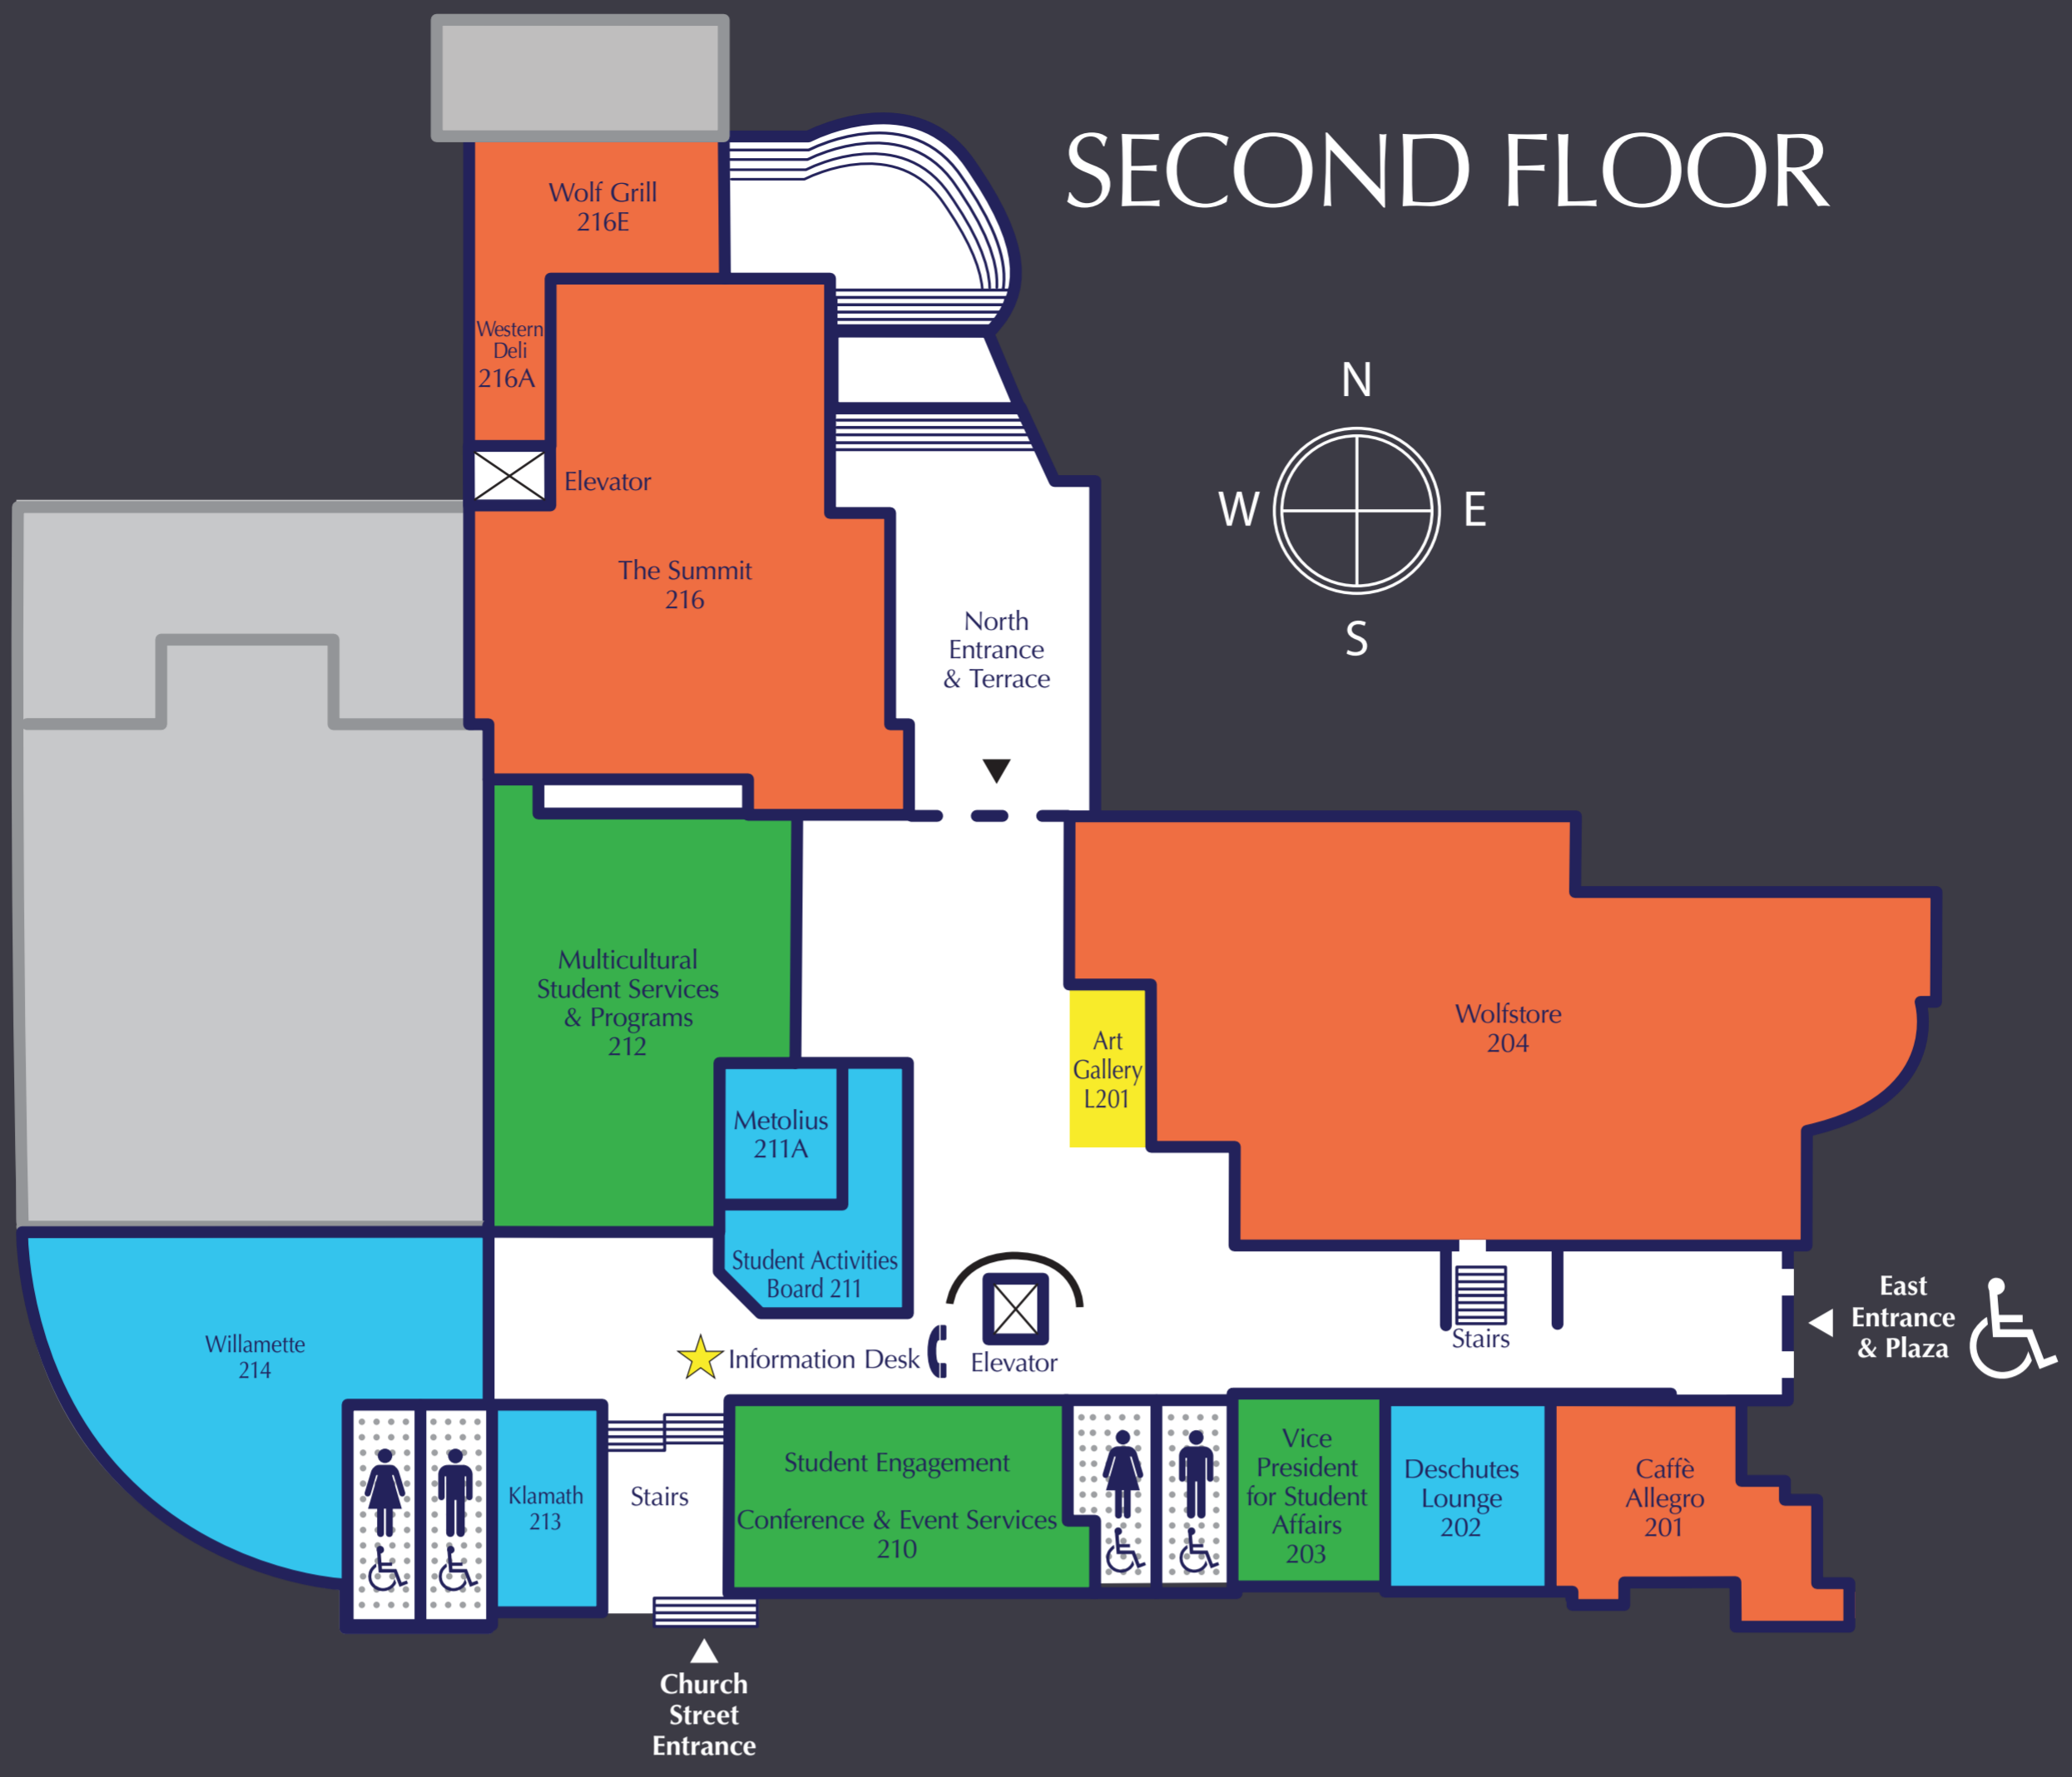 SECOND FLOOR
Wolf Grill
216E
Western
Deli
216A
Elevator
The Summit
216
North
Entrance
& Terrace
N
W
E
S
Multicultural
Student Services
& Programs
212
Metolius
211A
Student Activities
Board 211
Art
Gallery
L201
Wolfstore
204
Willamette
214
Information Desk
Elevator
Stairs
East
Entrance
& Plaza
Klamath
213
Stairs
Student Engagement
Conference & Event Services
210
Vice
President
for Student
Affairs
203
Deschutes
Lounge
202
Caffè
Allegro
201
Church
Street
Entrance